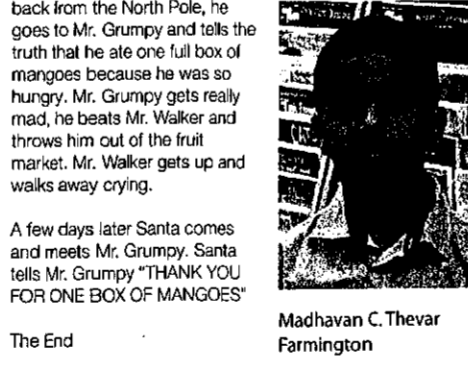 back from the North Pole, he
goes to Mr. Grumpy and tells the
truth that he ate one full box of
mangoes because he was so
hungry. Mr. Grumpy gets really
mad, he beats Mr. Walker and
throws him out of the fruit
market. Mr. Walker gets up and
walks away crying.
A few days later Santa comes
and meets Mr. Grumpy. Santa
tells Mr. Grumpy "THANK YOU
FOR ONE BOX OF MANGOES"
The End
Madhavan C. Thevar
Farmington